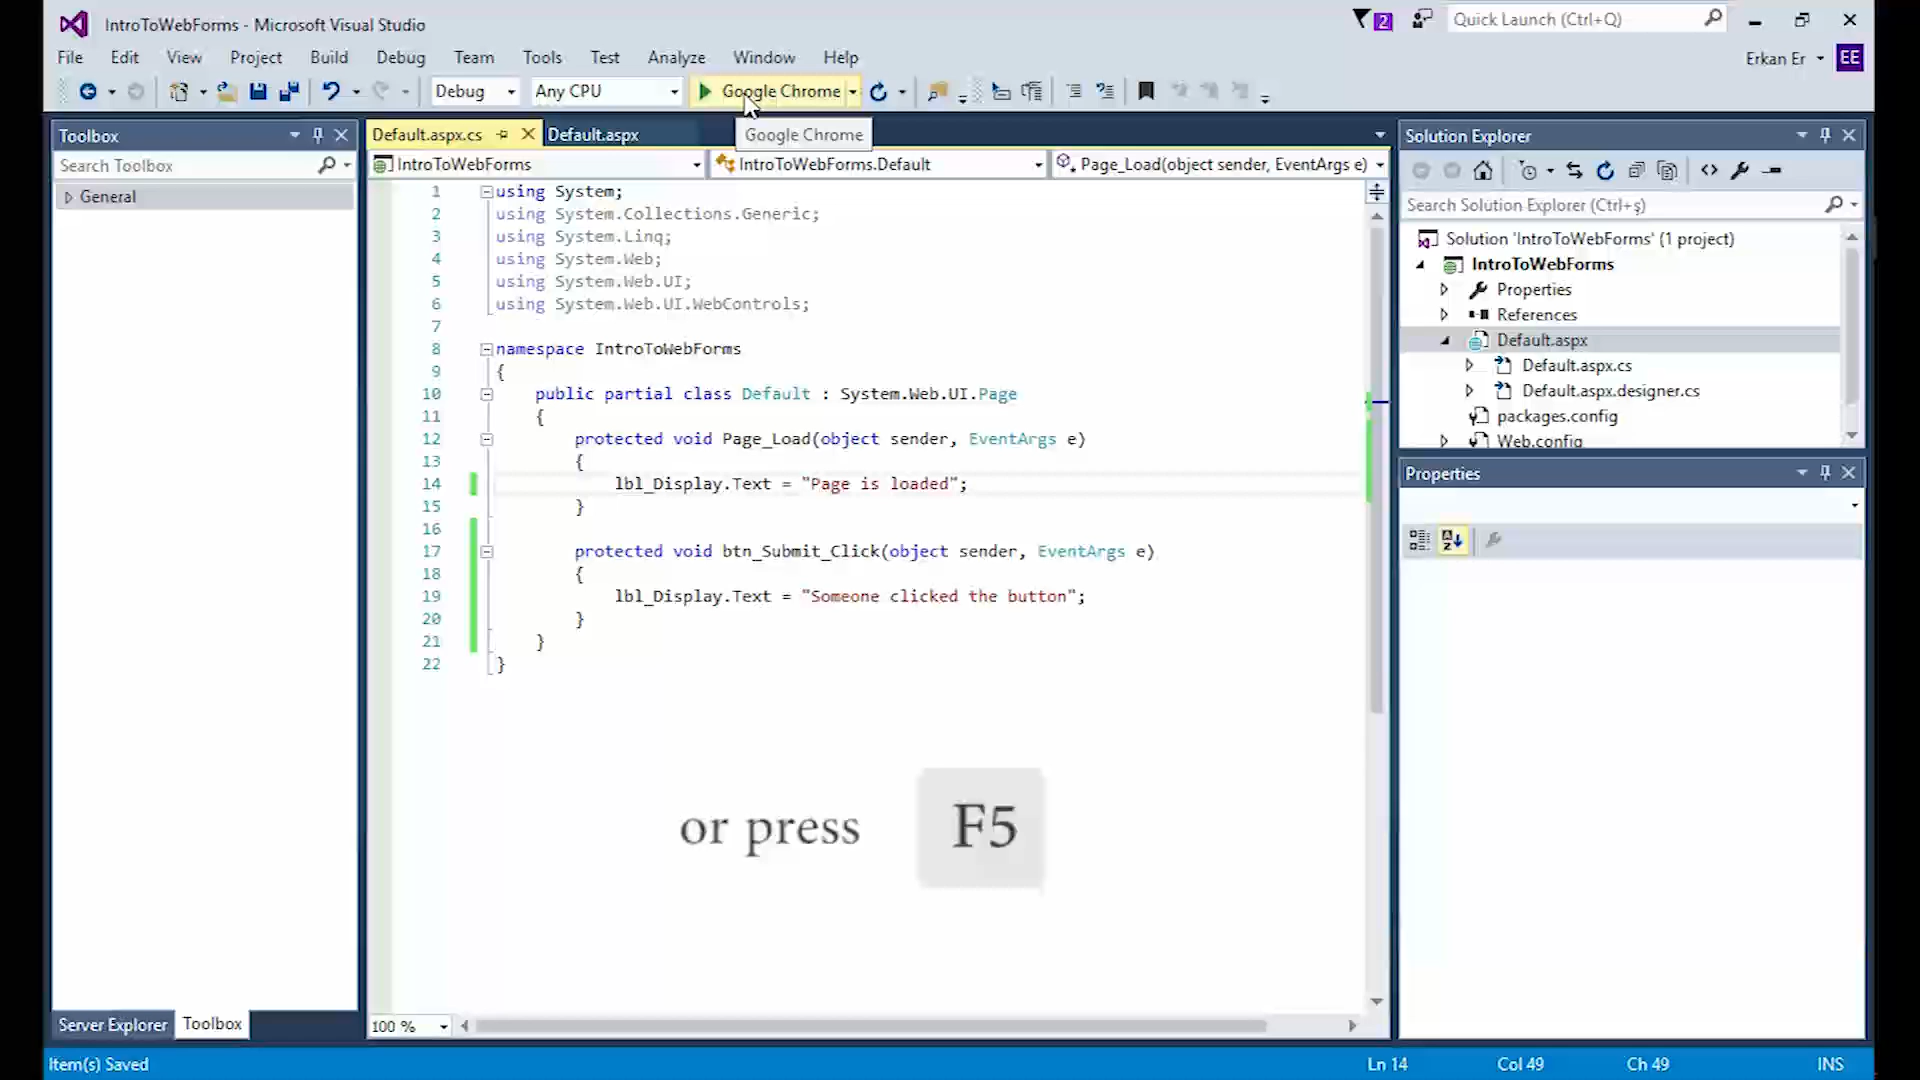 IntroToWebForms - Microsoft Visual Studio
2
Quick Launch (Ctrl+Q)
File Edit View Project Build Debug Team Tools Test Analyze Window Help
Erkan Er
EE
Debug
Any CPU
Google Chrome
Toolbox
Default.aspx.cs
Default.aspx
Google Chrome
Solution Explorer
Search Toolbox
IntroToWebForms
IntroToWebForms.Default
Page_Load(object sender, EventArgs e)
General
Search Solution Explorer (Ctrl+ş)
1 using System;
2 using System.Collections.Generic;
3 using System.Linq;
4 using System.Web;
5 using System.Web.UI;
6 using System.Web.UI.WebControls;
7
8 namespace IntroToWebForms
9 {
10 public partial class Default : System.Web.UI.Page
11 {
12 protected void Page_Load(object sender, EventArgs e)
13 {
14 lbl_Display.Text = "Page is loaded";
15 }
16
17 protected void btn_Submit_Click(object sender, EventArgs e)
18 {
19 lbl_Display.Text = "Someone clicked the button";
20 }
21 }
22 }
Solution 'IntroToWebForms' (1 project)
IntroToWebForms
Properties
References
Default.aspx
Default.aspx.cs
Default.aspx.designer.cs
packages.config
Web.config
Properties
or press F5
Server Explorer
Toolbox
100 %
Item(s) Saved
Ln 14
Col 49
Ch 49
INS